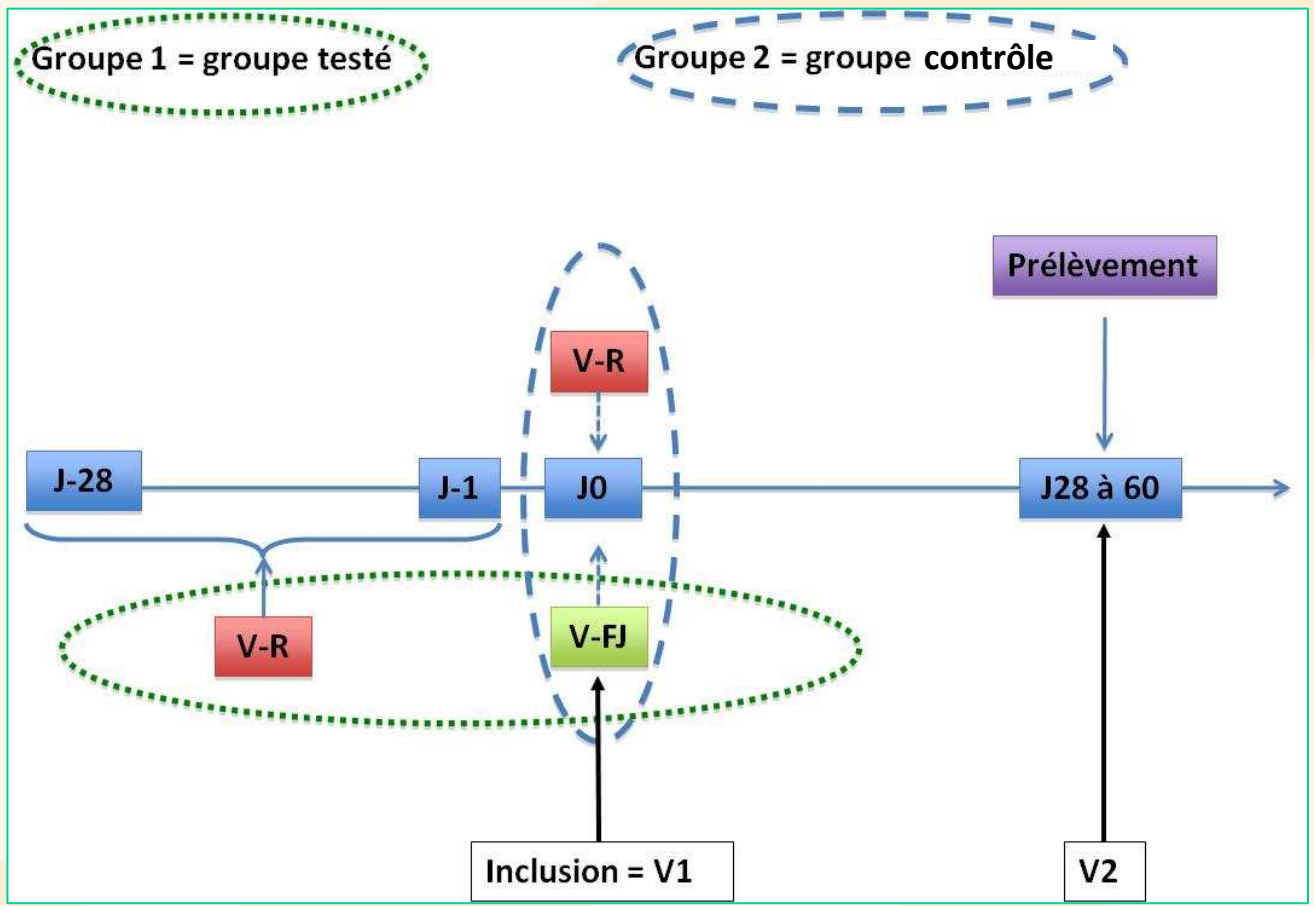 Groupe 1 = groupe testé
Groupe 2 = groupe contrôle
Prélèvement
V-R
J-28
J-1
J0
J28 à 60
V-R
V-FJ
Inclusion = V1
V2